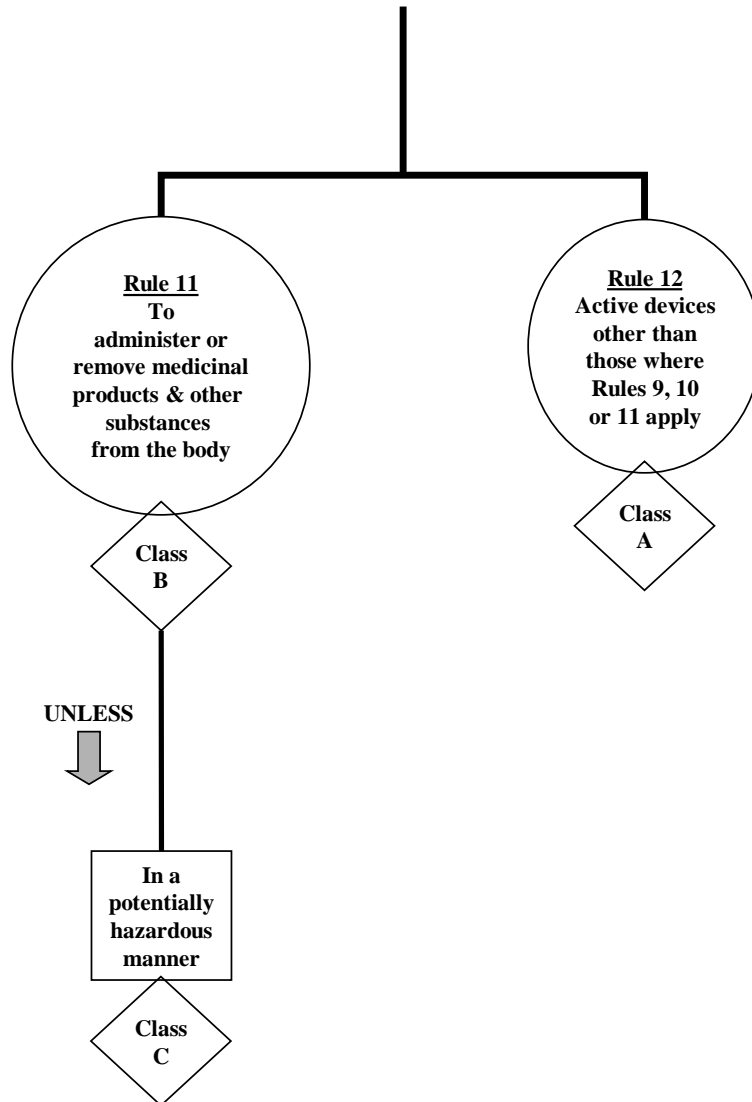 Rule 11
To
administer or
remove medicinal
products & other
substances
from the body
Class
B
UNLESS
In a
potentially
hazardous
manner
Class
C
Rule 12
Active devices
other than
those where
Rules 9, 10
or 11 apply
Class
A